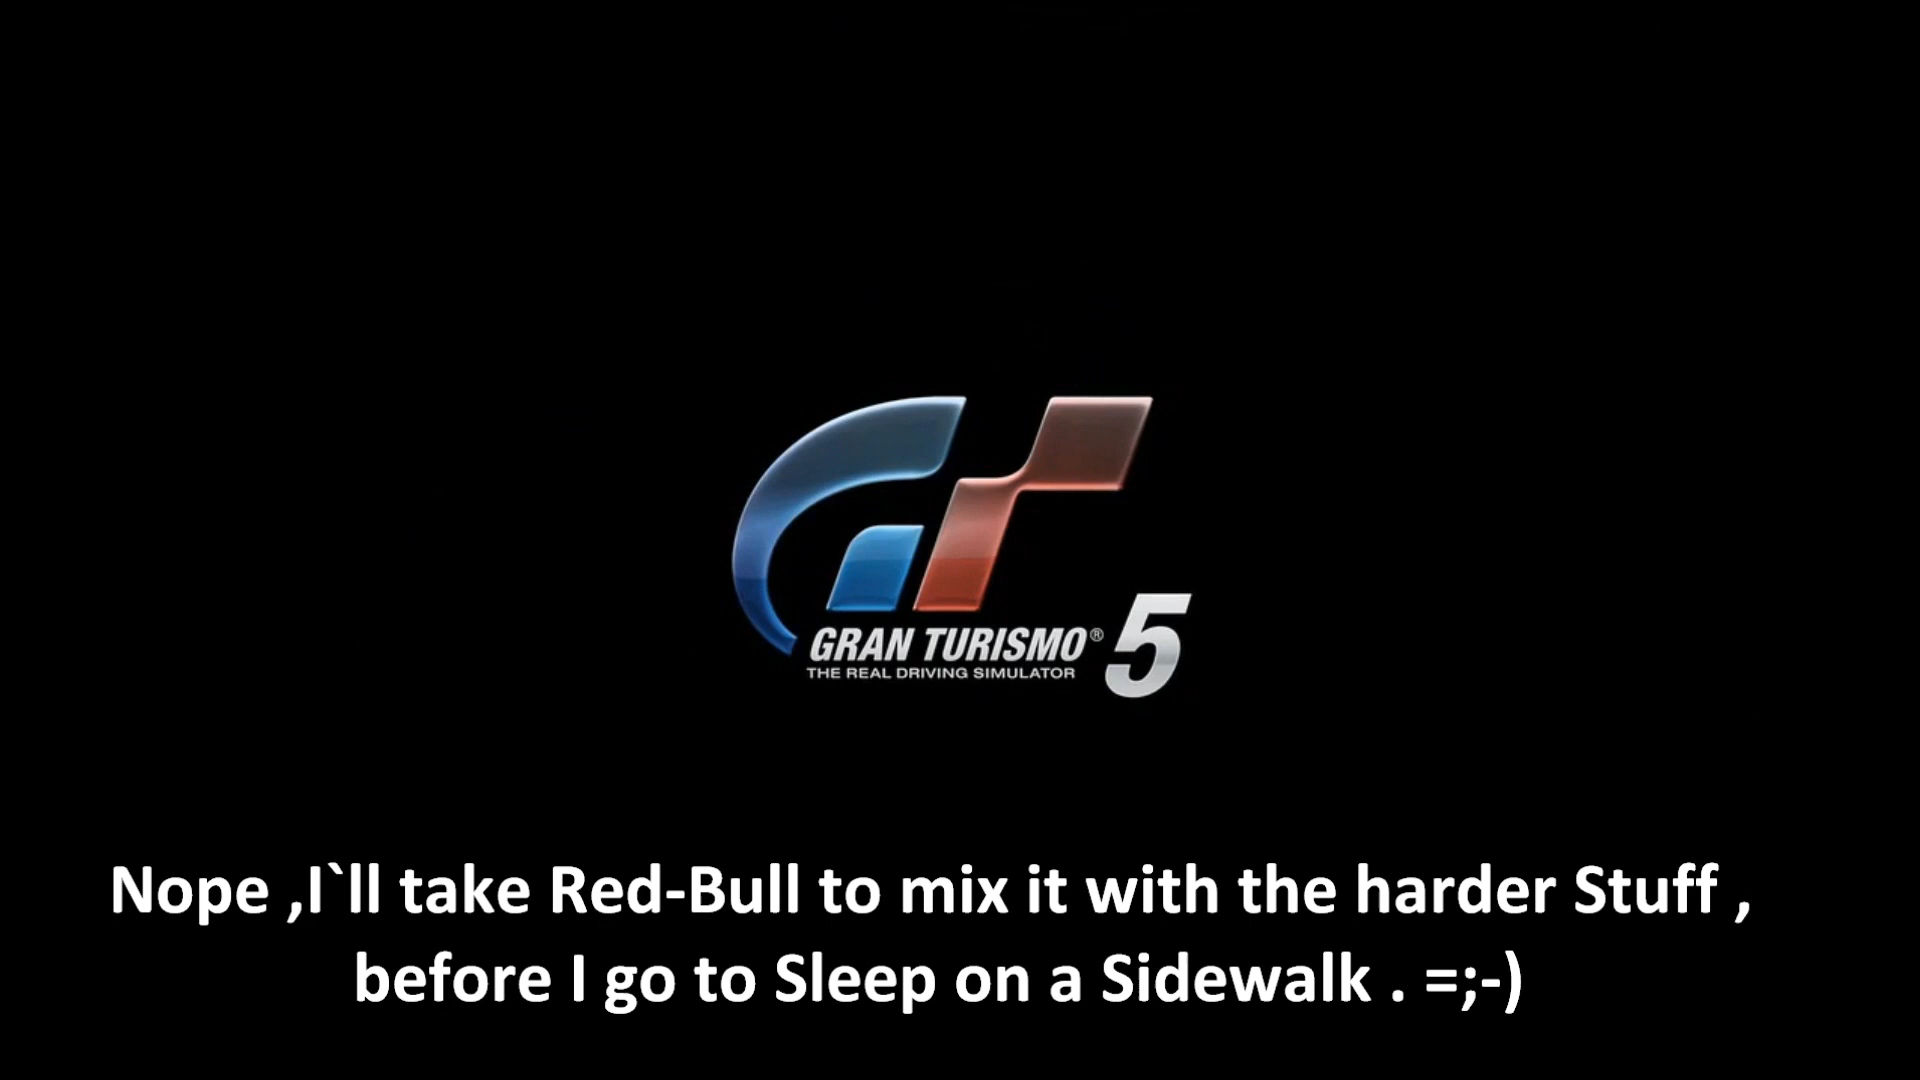 GRAN TURISMO® 5
THE REAL DRIVING SIMULATOR
Nope ,I`ll take Red-Bull to mix it with the harder Stuff ,
before I go to Sleep on a Sidewalk . =;-)